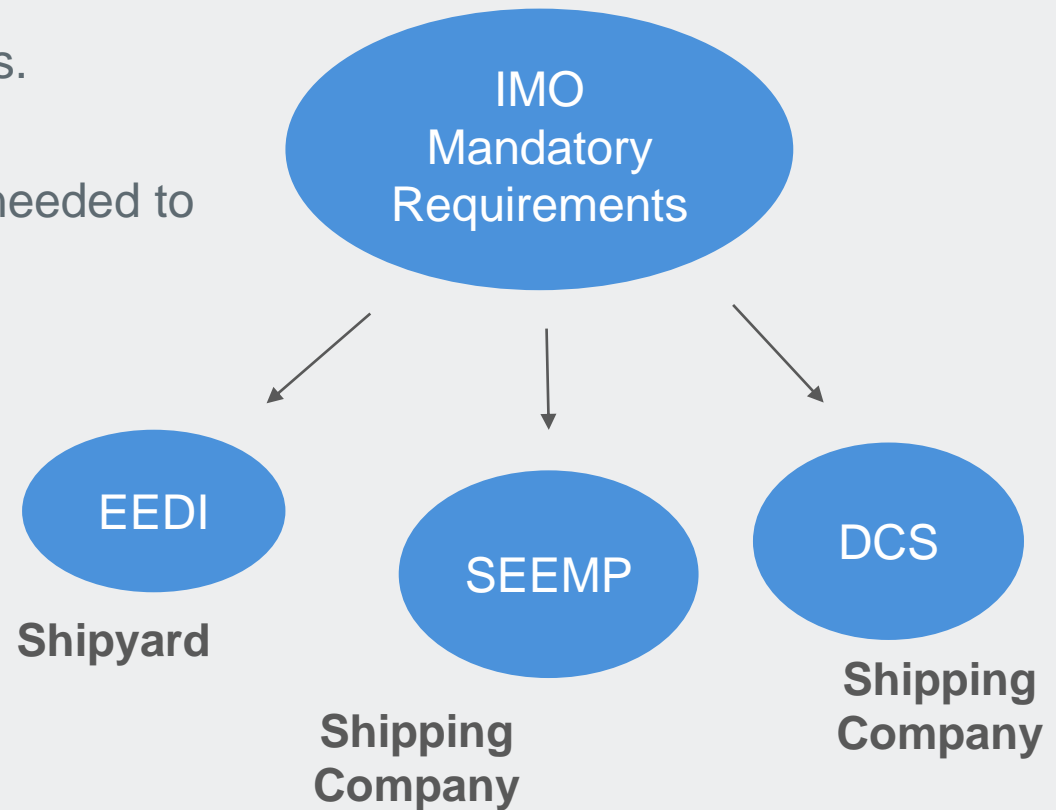 s.
needed to
IMO
Mandatory
Requirements
EEDI
SEEMP
DCS
Shipyard
Shipping
Company
Shipping
Company